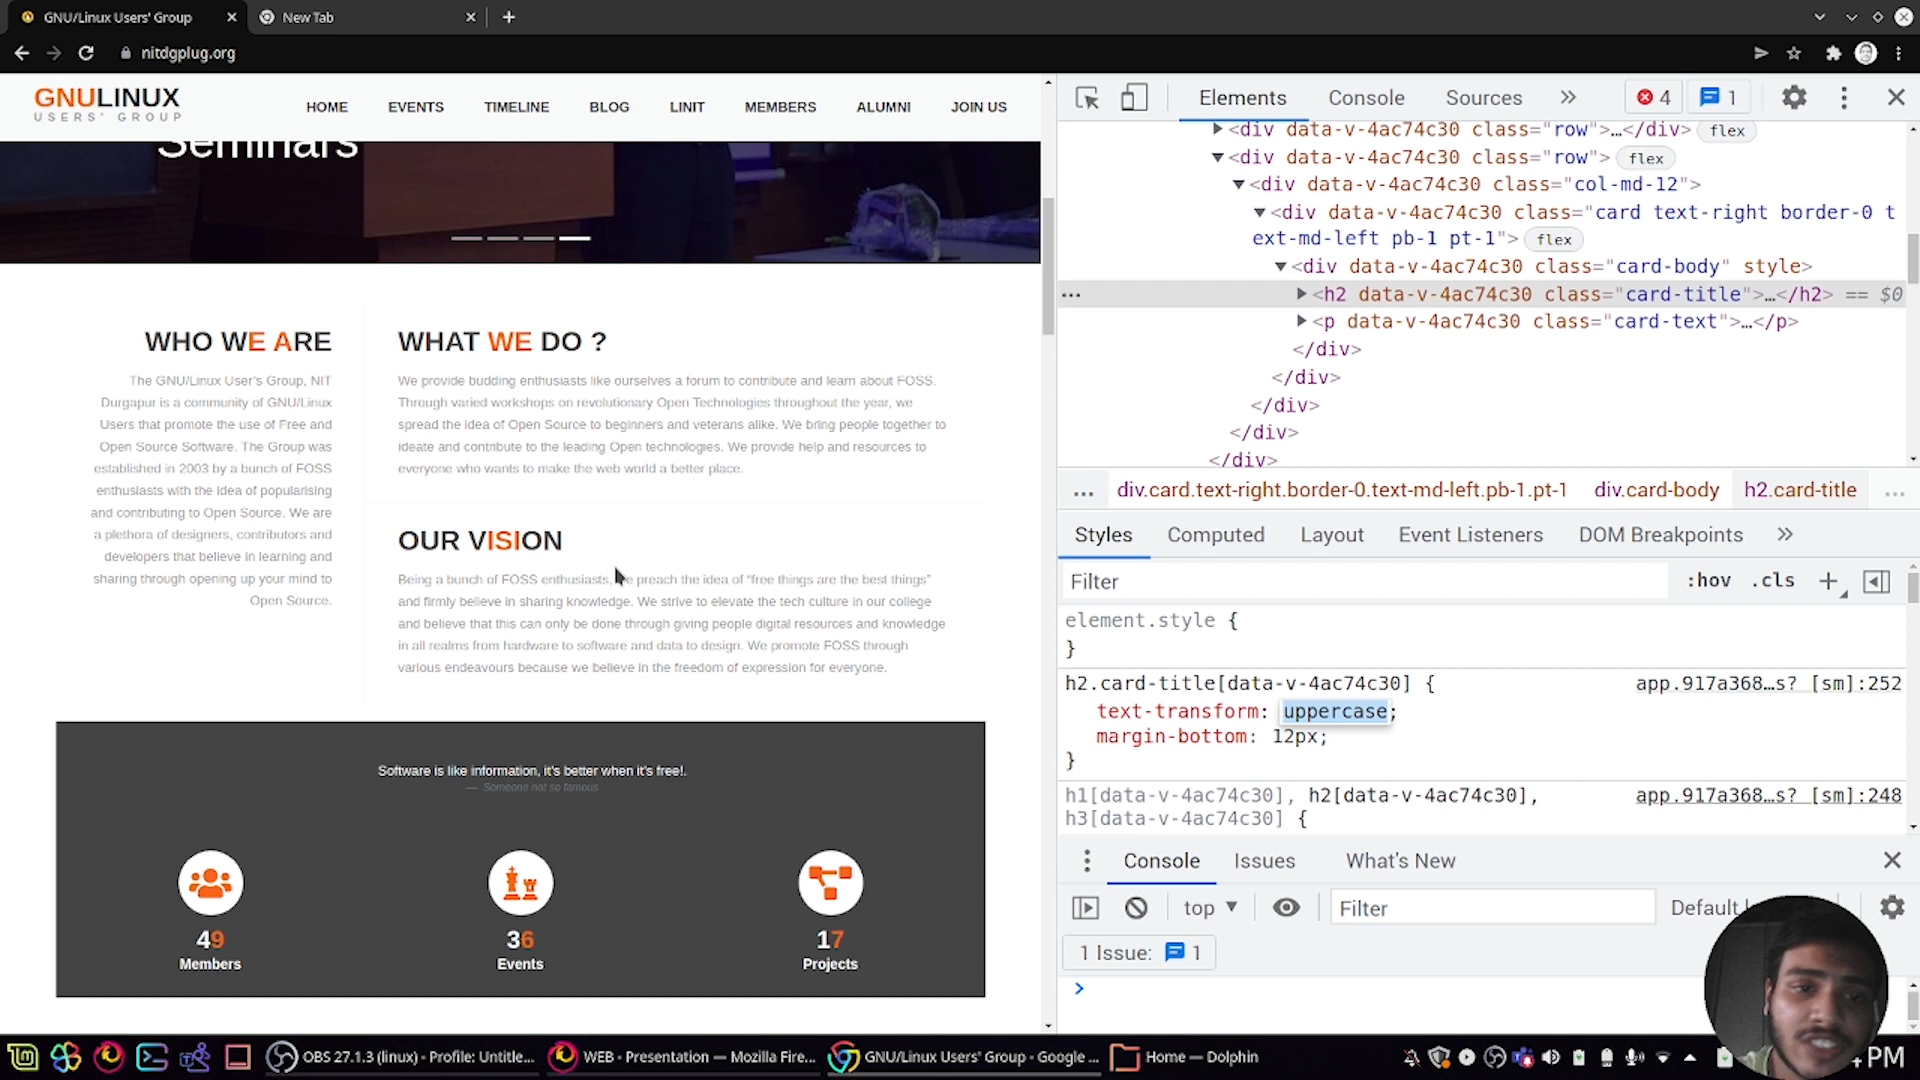 GNU/Linux Users' Group
New Tab
nitdgplug.org
GNULINUX
USERS' GROUP
HOME
EVENTS
TIMELINE
BLOG
LINIT
MEMBERS
ALUMNI
JOIN US
Seminars
WHO WE ARE
The GNU/Linux User's Group, NIT
Durgapur is a community of GNU/Linux
Users that promote the use of Free and
Open Source Software. The Group was
established in 2003 by a bunch of FOSS
enthusiasts with the idea of popularising
and contributing to Open Source. We are
a plethora of designers, contributors and
developers that believe in learning and
sharing through opening up your mind to
Open Source.
WHAT WE DO ?
We provide budding enthusiasts like ourselves a forum to contribute and learn about FOSS.
Through varied workshops on revolutionary Open Technologies throughout the year, we
spread the idea of Open Source to beginners and veterans alike. We bring people together to
ideate and contribute to the leading Open technologies. We provide help and resources to
everyone who wants to make the web world a better place.
OUR VISION
Being a bunch of FOSS enthusiasts, preach the idea of "free things are the best things"
and firmly believe in sharing knowledge. We strive to elevate the tech culture in our college
and believe that this can only be done through giving people digital resources and knowledge
in all realms from hardware to software and data to design. We promote FOSS through
various endeavours because we believe in the freedom of expression for everyone.
Software is like information, it's better when it's free!.
— Someone not so famous
49
Members
36
Events
17
Projects
Elements
Console
Sources
4
1
<div data-v-4ac74c30 class="row">…</div> flex
<div data-v-4ac74c30 class="row"> flex
<div data-v-4ac74c30 class="col-md-12">
<div data-v-4ac74c30 class="card text-right border-0 t
ext-md-left pb-1 pt-1"> flex
<div data-v-4ac74c30 class="card-body" style>
… <h2 data-v-4ac74c30 class="card-title">…</h2> == $0
<p data-v-4ac74c30 class="card-text">…</p>
</div>
</div>
</div>
</div>
</div>
… div.card.text-right.border-0.text-md-left.pb-1.pt-1 div.card-body h2.card-title …
Styles
Computed
Layout
Event Listeners
DOM Breakpoints
Filter
:hov .cls
element.style {
}
h2.card-title[data-v-4ac74c30] {
app.917a368…s? [sm]:252
text-transform: uppercase;
margin-bottom: 12px;
}
h1[data-v-4ac74c30], h2[data-v-4ac74c30],
app.917a368…s? [sm]:248
h3[data-v-4ac74c30] {
Console
Issues
What's New
top
Filter
Default
1 Issue: 1
>
OBS 27.1.3 (linux) - Profile: Untitle...
WEB - Presentation — Mozilla Fire...
GNU/Linux Users' Group - Google ...
Home — Dolphin
PM